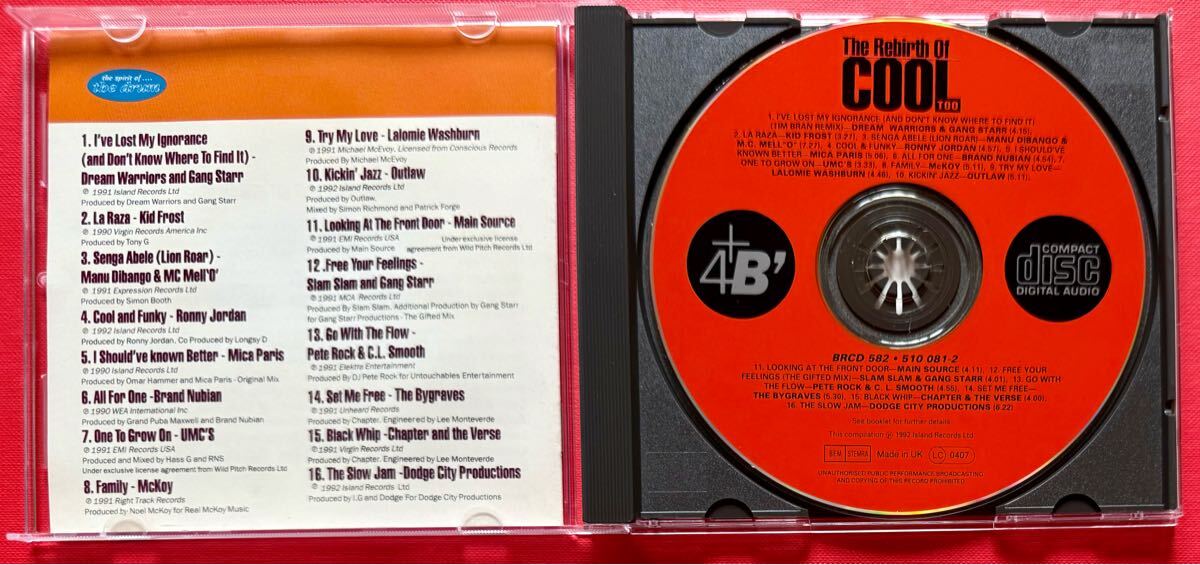 the spirit of....
the drum
1. I've Lost My Ignorance
(and Don't Know Where To Find It) -
Dream Warriors and Gang Starr
℗ 1991 Island Records Ltd
Produced by Dream Warriors and Gang Starr
2. La Raza - Kid Frost
℗ 1990 Virgin Records America Inc
Produced by Tony G
3. Senga Abele (Lion Roar) -
Manu Dibango & MC Mell'O'
℗ 1991 Expression Records Ltd
Produced by Simon Booth
4. Cool and Funky - Ronny Jordan
℗ 1992 Island Records Ltd
Produced by Ronny Jordan, Co Produced by Longsy D
5. I Should've known Better - Mica Paris
℗ 1990 Island Records Ltd
Produced by Omar Hammer and Mica Paris - Original Mix
6. All For One -Brand Nubian
℗ 1990 WEA International Inc
Produced by Grand Puba Maxwell and Brand Nubian
7. One To Grow On - UMC'S
℗ 1991 EMI Records USA
Produced and Mixed by Hass G and RNS
Under exclusive license agreement from Wild Pitch Records Ltd
8. Family - McKoy
℗ 1991 Right Track Records
Produced by Noel McKoy for Real McKoy Music
9. Try My Love - Lalomie Washburn
℗ 1991 Michael McEvoy, Licensed from Conscious Records
Produced By Michael McEvoy
10. Kickin' Jazz - Outlaw
℗ 1992 Island Records Ltd
Produced by Outlaw,
Mixed by Simon Richmond and Patrick Forge
11. Looking At The Front Door - Main Source
℗ 1991 EMI Records USA Under exclusive license
Produced by Main Source agreement from Wild Pitch Records Ltd
12 .Free Your Feelings -
Slam Slam and Gang Starr
℗ 1991 MCA Records Ltd
Produced by Slam Slam, Additional Production by Gang Starr
for Gang Starr Productions - The Gifted Mix
13. Go With The Flow -
Pete Rock & C.L. Smooth
℗ 1991 Elektra Entertainment
Produced by DJ Pete Rock for Untouchables Entertainment
14. Set Me Free - The Bygraves
℗ 1991 Unheard Records
Produced by Chapter, Engineered by Lee Monteverde
15. Black Whip -Chapter and the Verse
℗ 1991 Virgin Records Ltd
Produced by Chapter, Engineered by Lee Monteverde
16. The Slow Jam -Dodge City Productions
℗ 1992 Island Records Ltd
Produced by I.G and Dodge For Dodge City Productions
The Rebirth Of
COOL
TOO
1. I'VE LOST MY IGNORANCE (AND DON'T KNOW WHERE TO FIND IT)
(TIM BRAN REMIX)—DREAM WARRIORS & GANG STARR (4.15),
2. LA RAZA—KID FROST (3.27), 3. SENGA ABELE (LION ROAR)—MANU DIBANGO &
M.C. MELL"O" (7.27). 4. COOL & FUNKY—RONNY JORDAN (4.57). 5. I SHOULD'VE
KNOWN BETTER—MICA PARIS (5.06). 6. ALL FOR ONE—BRAND NUBIAN (4.54), 7.
ONE TO GROW ON—UMC'S (3.33). 8. FAMILY—McKOY (5.11). 9. TRY MY LOVE—
LALOMIE WASHBURN (4.46). 10. KICKIN' JAZZ—OUTLAW (5.11).
4+B'
COMPACT
disc
DIGITAL AUDIO
BRCD 582 • 510 081-2
11. LOOKING AT THE FRONT DOOR—MAIN SOURCE (4.11), 12. FREE YOUR
FEELINGS (THE GIFTED MIX)—SLAM SLAM & GANG STARR (4.01). 13. GO WITH
THE FLOW—PETE ROCK & C. L. SMOOTH (4.55). 14. SET ME FREE—
THE BYGRAVES (5.30). 15. BLACK WHIP—CHAPTER & THE VERSE (4.00).
16. THE SLOW JAM—DODGE CITY PRODUCTIONS (6.22)
See booklet for further details
This compilation ℗ 1992 Island Records Ltd.
BIEM STEMRA Made in UK LC 0407
UNAUTHORISED PUBLIC PERFORMANCE, BROADCASTING
AND COPYING OF THIS RECORD PROHIBITED